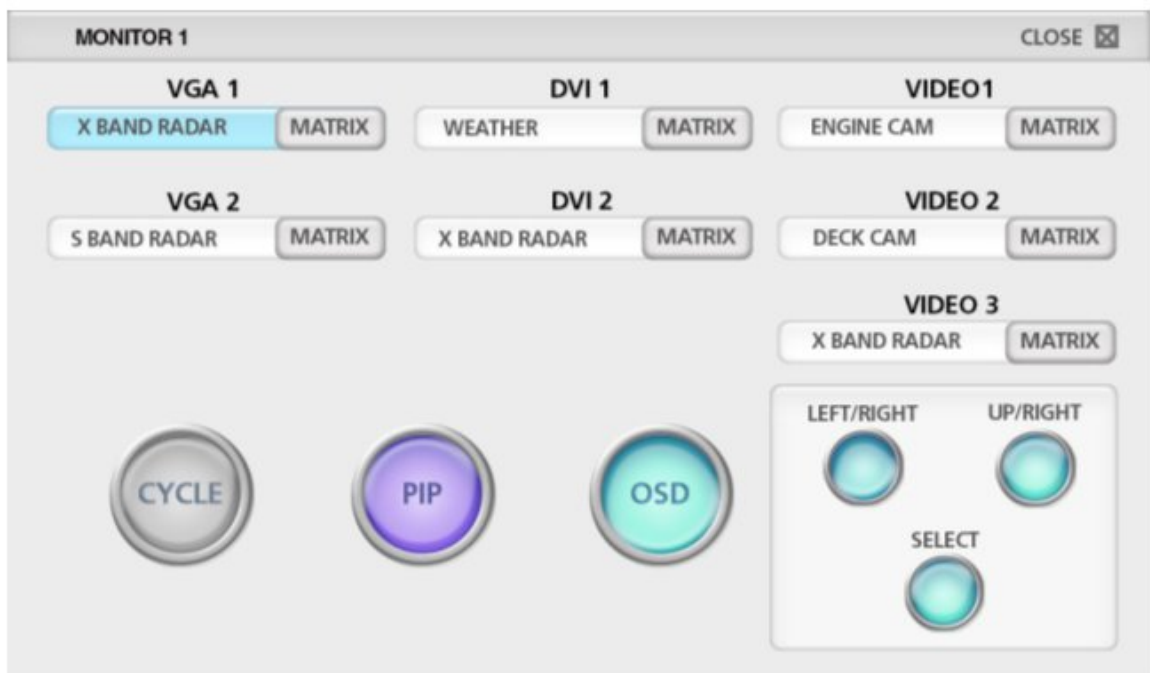 MONITOR 1 CLOSE
VGA 1 DVI 1 VIDEO1
X BAND RADAR MATRIX WEATHER MATRIX ENGINE CAM MATRIX
VGA 2 DVI 2 VIDEO 2
S BAND RADAR MATRIX X BAND RADAR MATRIX DECK CAM MATRIX
VIDEO 3
X BAND RADAR MATRIX
LEFT/RIGHT UP/RIGHT
CYCLE PIP OSD
SELECT